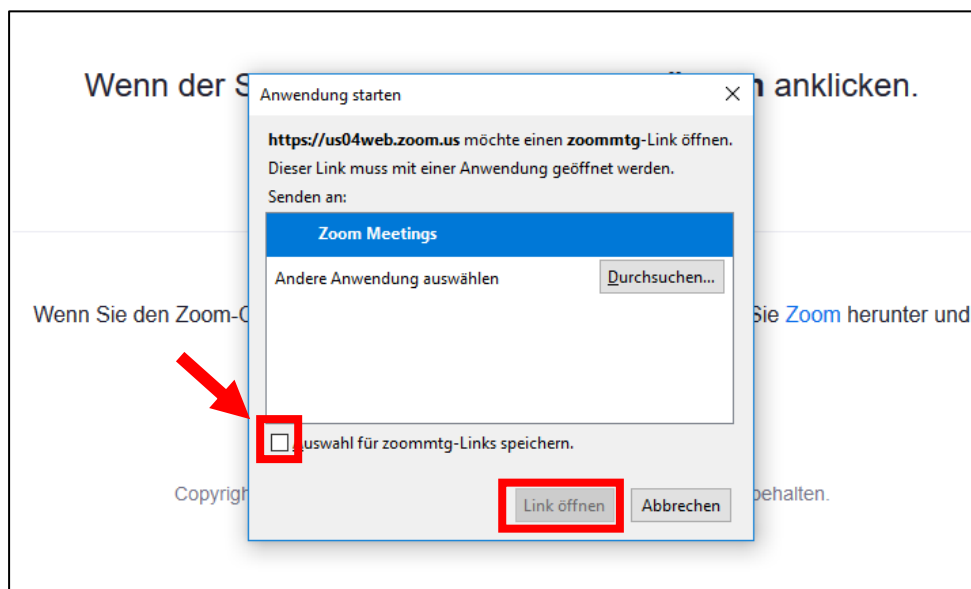 Wenn der S
n anklicken.
Anwendung starten
https://us04web.zoom.us möchte einen zoommtg-Link öffnen.
Dieser Link muss mit einer Anwendung geöffnet werden.
Senden an:
Zoom Meetings
Andere Anwendung auswählen
Durchsuchen...
Wenn Sie den Zoom-C
Sie Zoom herunter und
uswahl für zoommtg-Links speichern.
Copyrigh
behalten.
Link öffnen
Abbrechen